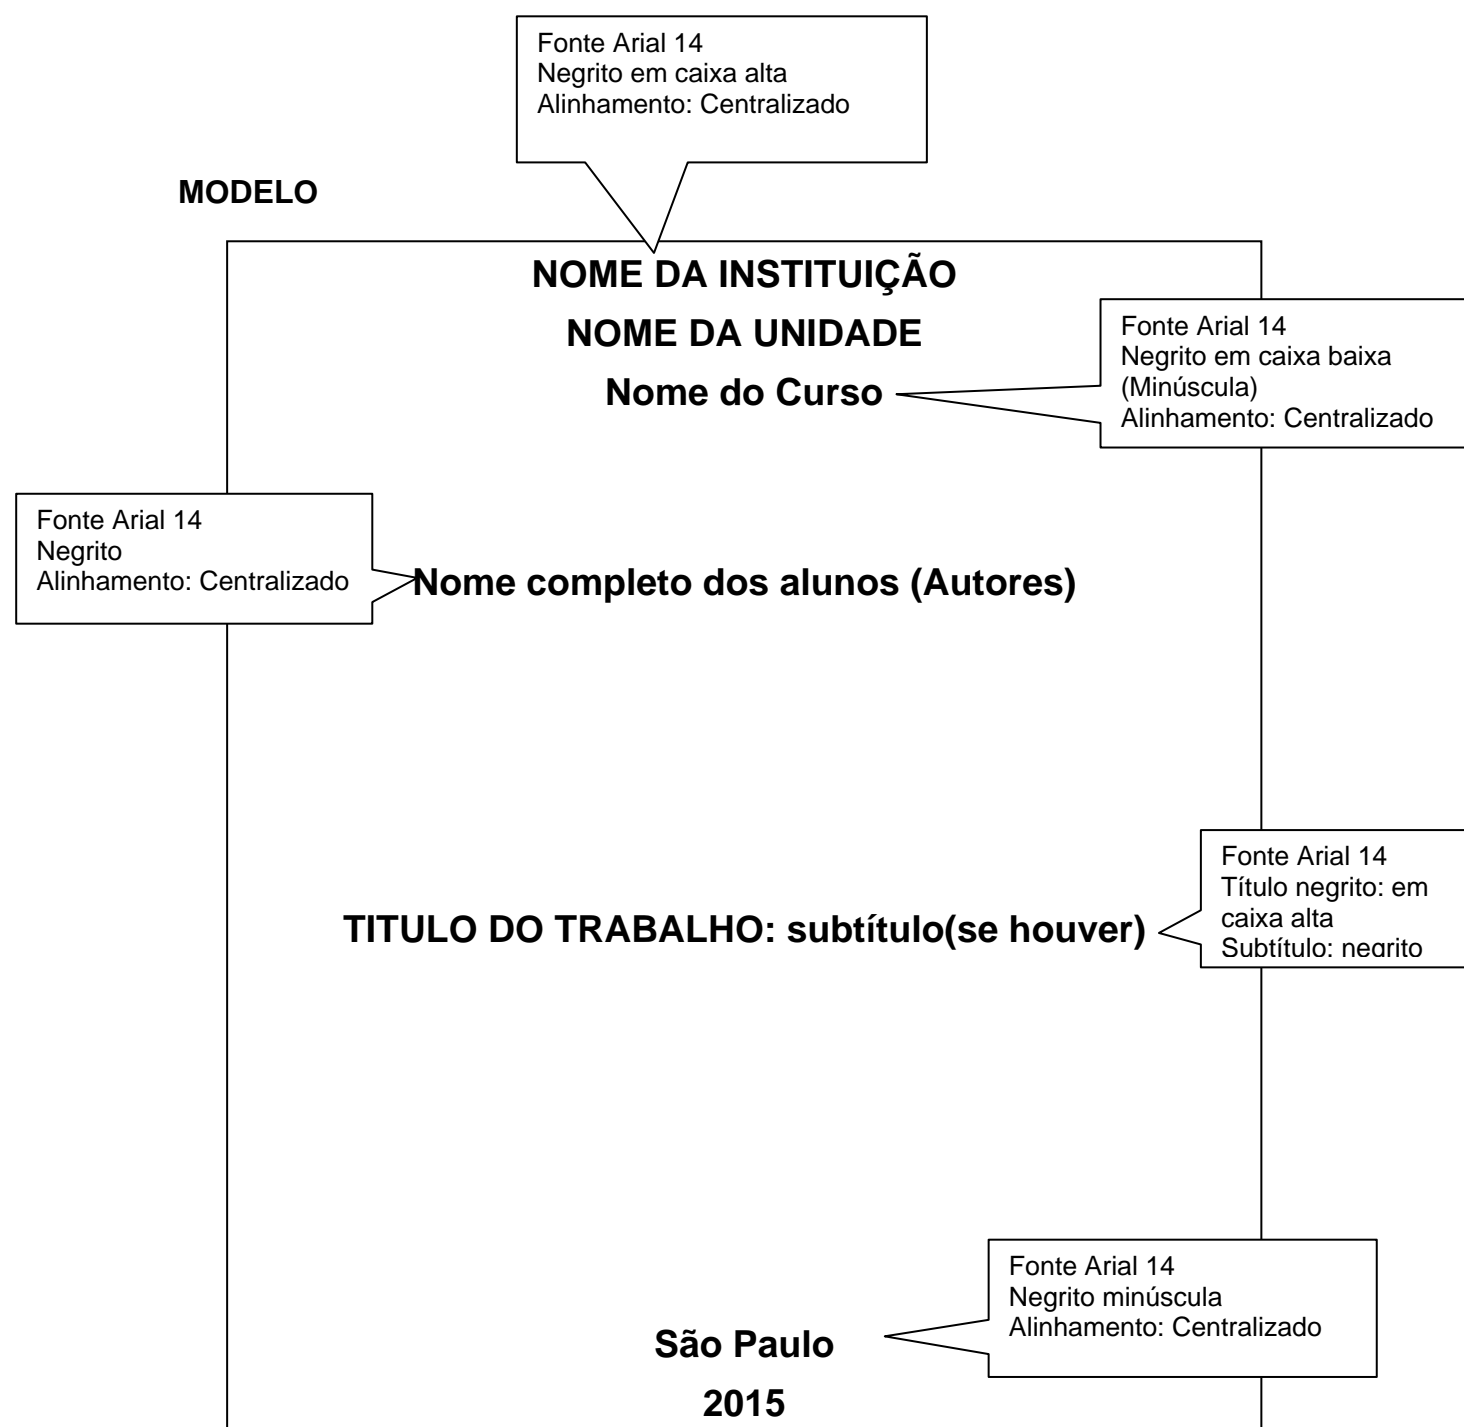 Fonte Arial 14
Negrito em caixa alta
Alinhamento: Centralizado
MODELO
NOME DA INSTITUIÇÃO
NOME DA UNIDADE
Nome do Curso
Fonte Arial 14
Negrito em caixa baixa
(Minúscula)
Alinhamento: Centralizado
Fonte Arial 14
Negrito
Alinhamento: Centralizado
Nome completo dos alunos (Autores)
Fonte Arial 14
Título negrito: em
caixa alta
Subtítulo: negrito
TITULO DO TRABALHO: subtítulo(se houver)
Fonte Arial 14
Negrito minúscula
Alinhamento: Centralizado
São Paulo
2015